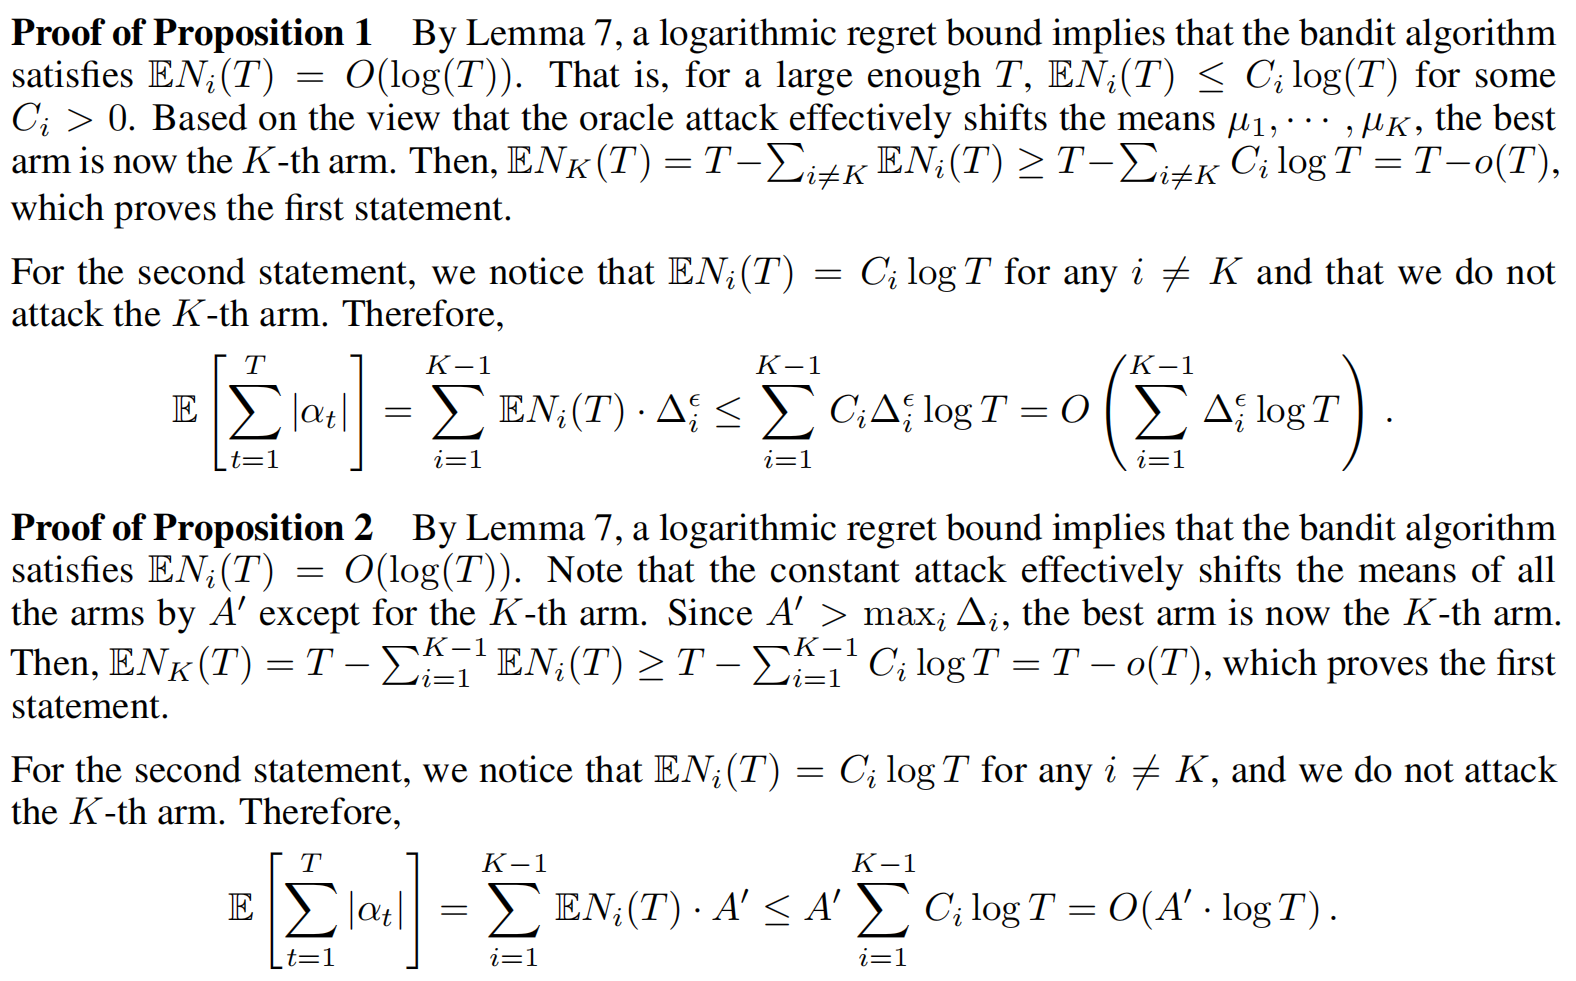 Proof of Proposition 1 By Lemma 7, a logarithmic regret bound implies that the bandit algorithm
satisfies $\mathbb{E}N_i(T) = O(\log(T))$. That is, for a large enough $T$, $\mathbb{E}N_i(T) \leq C_i \log(T)$ for some
$C_i > 0$. Based on the view that the oracle attack effectively shifts the means $\mu_1, \cdots, \mu_K$, the best
arm is now the $K$-th arm. Then, $\mathbb{E}N_K(T) = T - \sum_{i \neq K} \mathbb{E}N_i(T) \geq T - \sum_{i \neq K} C_i \log T = T - o(T)$,
which proves the first statement.
For the second statement, we notice that $\mathbb{E}N_i(T) = C_i \log T$ for any $i \neq K$ and that we do not
attack the $K$-th arm. Therefore,
$\mathbb{E}\left[\sum_{t=1}^{T} |\alpha_t|\right] = \sum_{i=1}^{K-1} \mathbb{E}N_i(T) \cdot \Delta_i^\epsilon \leq \sum_{i=1}^{K-1} C_i \Delta_i^\epsilon \log T = O\left(\sum_{i=1}^{K-1} \Delta_i^\epsilon \log T\right).$
Proof of Proposition 2 By Lemma 7, a logarithmic regret bound implies that the bandit algorithm
satisfies $\mathbb{E}N_i(T) = O(\log(T))$. Note that the constant attack effectively shifts the means of all
the arms by $A'$ except for the $K$-th arm. Since $A' > \max_i \Delta_i$, the best arm is now the $K$-th arm.
Then, $\mathbb{E}N_K(T) = T - \sum_{i=1}^{K-1} \mathbb{E}N_i(T) \geq T - \sum_{i=1}^{K-1} C_i \log T = T - o(T)$, which proves the first
statement.
For the second statement, we notice that $\mathbb{E}N_i(T) = C_i \log T$ for any $i \neq K$, and we do not attack
the $K$-th arm. Therefore,
$\mathbb{E}\left[\sum_{t=1}^{T} |\alpha_t|\right] = \sum_{i=1}^{K-1} \mathbb{E}N_i(T) \cdot A' \leq A' \sum_{i=1}^{K-1} C_i \log T = O(A' \cdot \log T).$